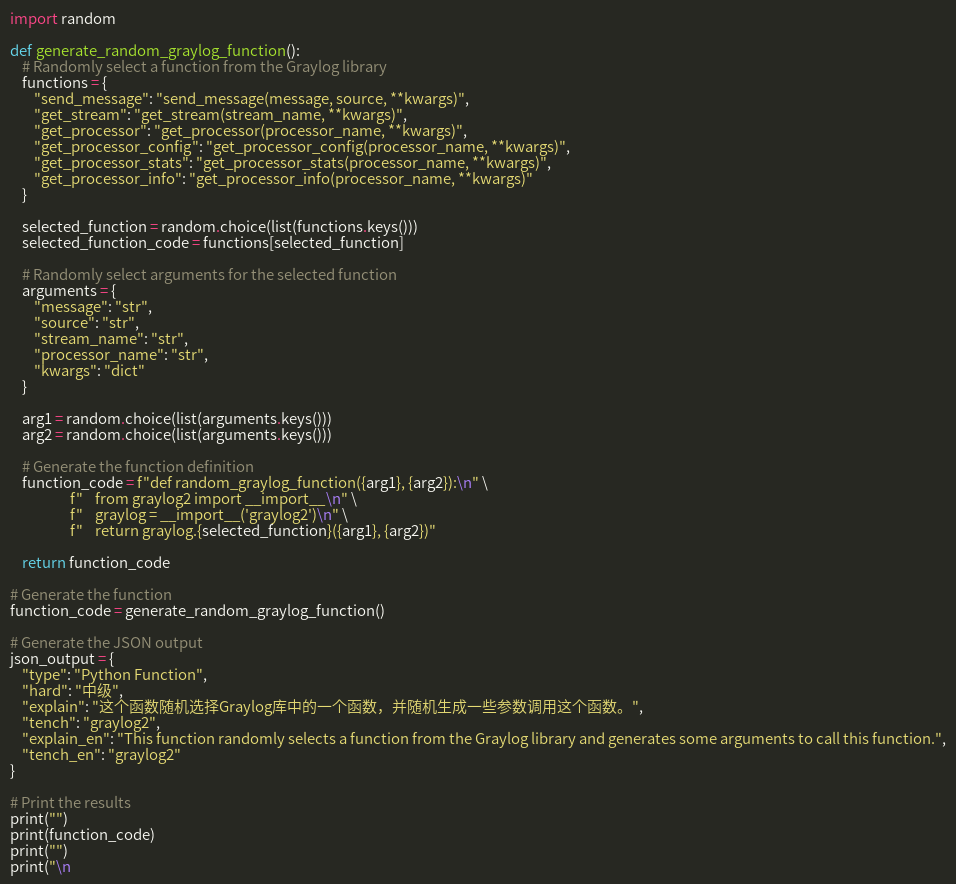 import random

def generate_random_graylog_function():
    # Randomly select a function from the Graylog library
    functions = {
        "send_message": "send_message(message, source, **kwargs)",
        "get_stream": "get_stream(stream_name, **kwargs)",
        "get_processor": "get_processor(processor_name, **kwargs)",
        "get_processor_config": "get_processor_config(processor_name, **kwargs)",
        "get_processor_stats": "get_processor_stats(processor_name, **kwargs)",
        "get_processor_info": "get_processor_info(processor_name, **kwargs)"
    }

    selected_function = random.choice(list(functions.keys()))
    selected_function_code = functions[selected_function]

    # Randomly select arguments for the selected function
    arguments = {
        "message": "str",
        "source": "str",
        "stream_name": "str",
        "processor_name": "str",
        "kwargs": "dict"
    }

    arg1 = random.choice(list(arguments.keys()))
    arg2 = random.choice(list(arguments.keys()))

    # Generate the function definition
    function_code = f"def random_graylog_function({arg1}, {arg2}):\n" \
                    f"    from graylog2 import __import__\n" \
                    f"    graylog = __import__('graylog2')\n" \
                    f"    return graylog.{selected_function}({arg1}, {arg2})"

    return function_code

# Generate the function
function_code = generate_random_graylog_function()

# Generate the JSON output
json_output = {
    "type": "Python Function",
    "hard": "中级",
    "explain": "这个函数随机选择Graylog库中的一个函数，并随机生成一些参数调用这个函数。",
    "tench": "graylog2",
    "explain_en": "This function randomly selects a function from the Graylog library and generates some arguments to call this function.",
    "tench_en": "graylog2"
}

# Print the results
print("")
print(function_code)
print("")
print("\n